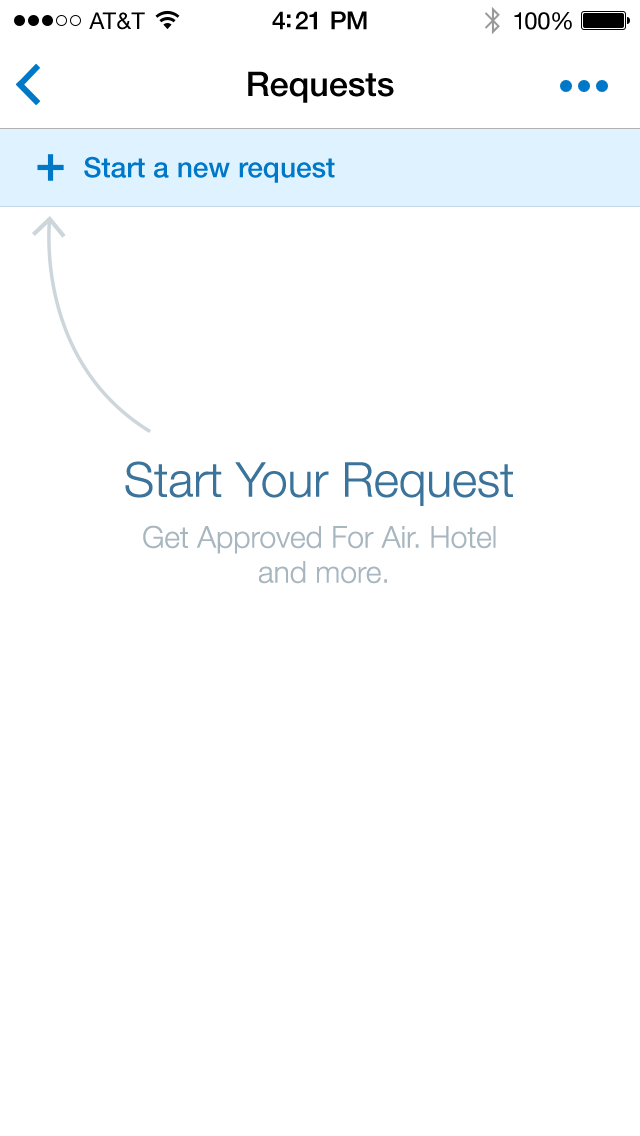 AT&T 4:21 PM 100%
Requests
Start a new request
Start Your Request
Get Approved For Air. Hotel
and more.